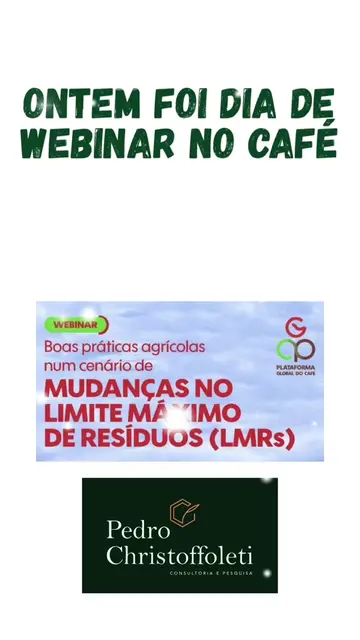 ONTEM FOI DIA DE
WEBINAR NO CAFÉ
WEBINAR
Boas práticas agrícolas
num cenário de
MUDANÇAS NO
LIMITE MÁXIMO
DE RESÍDUOS (LMRs)
PLATAFORMA
GLOBAL DO CAFÉ
Pedro
Christoffoleti
CONSULTORIA E PESQUISA